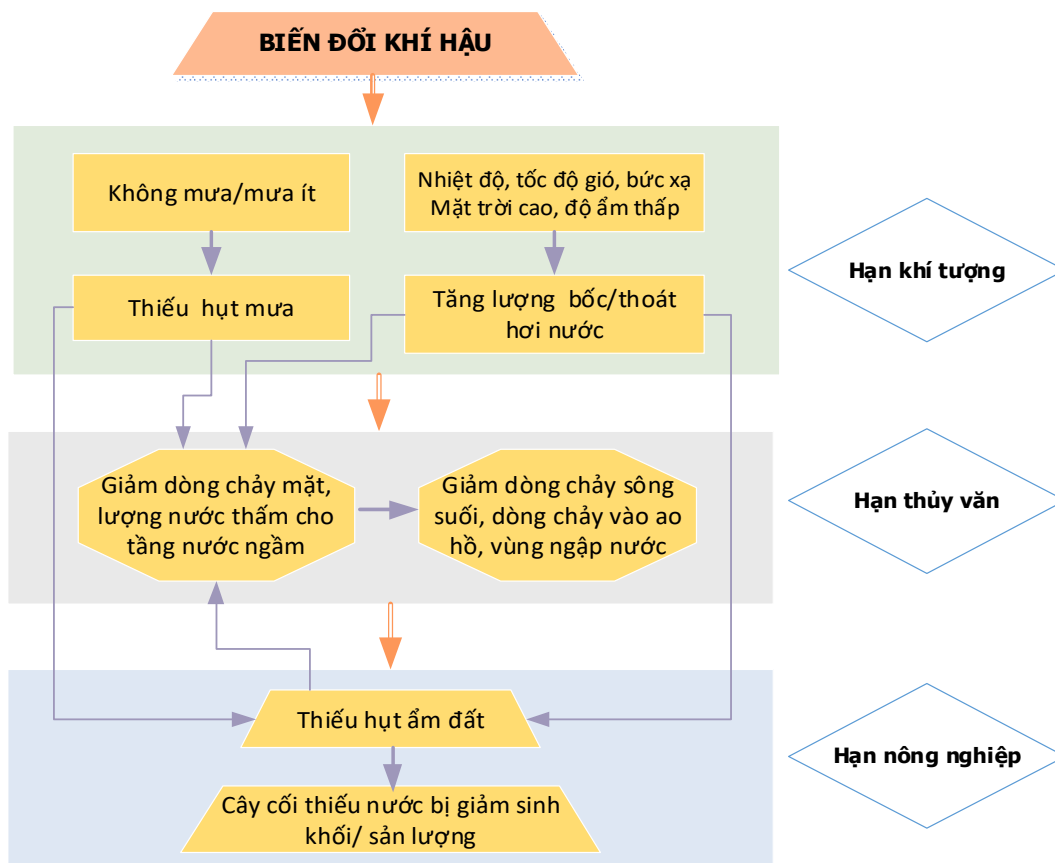 BIẾN ĐỔI KHÍ HẬU
Không mưa/mưa ít
Nhiệt độ, tốc độ gió, bức xạ
Mặt trời cao, độ ẩm thấp
Hạn khí tượng
Thiếu hụt mưa
Tăng lượng bốc/thoát
hơi nước
Giảm dòng chảy mặt,
lượng nước thấm cho
tầng nước ngầm
Giảm dòng chảy sông
suối, dòng chảy vào ao
hồ, vùng ngập nước
Hạn thủy văn
Thiếu hụt ẩm đất
Hạn nông nghiệp
Cây cối thiếu nước bị giảm sinh
khối/ sản lượng